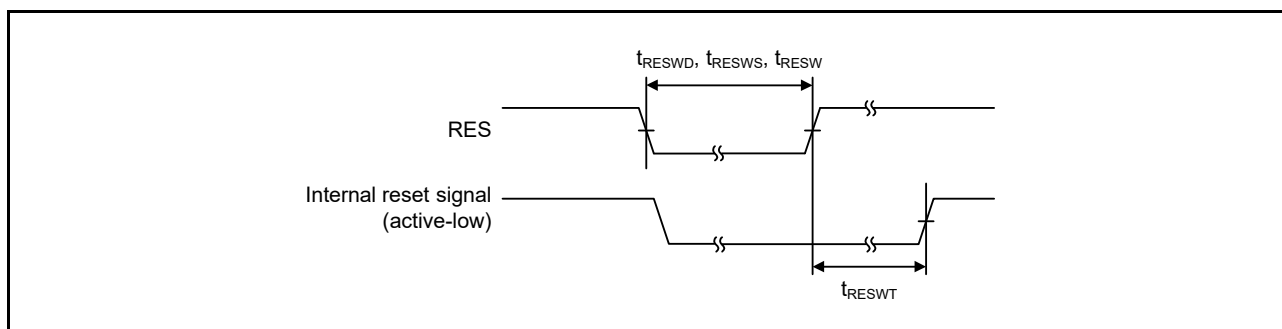 tRESWD, tRESWS, tRESW
RES
Internal reset signal
(active-low)
tRESWT